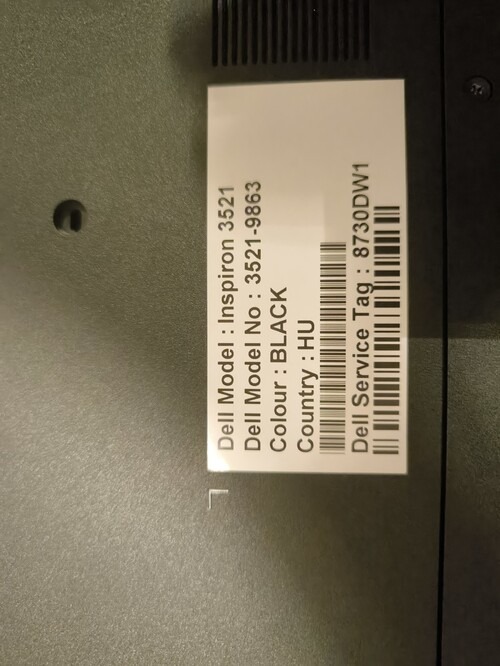 Dell Model : Inspiron 3521
Dell Model No : 3521-9863
Colour : BLACK
Country : HU
Dell Service Tag : 8730DW1